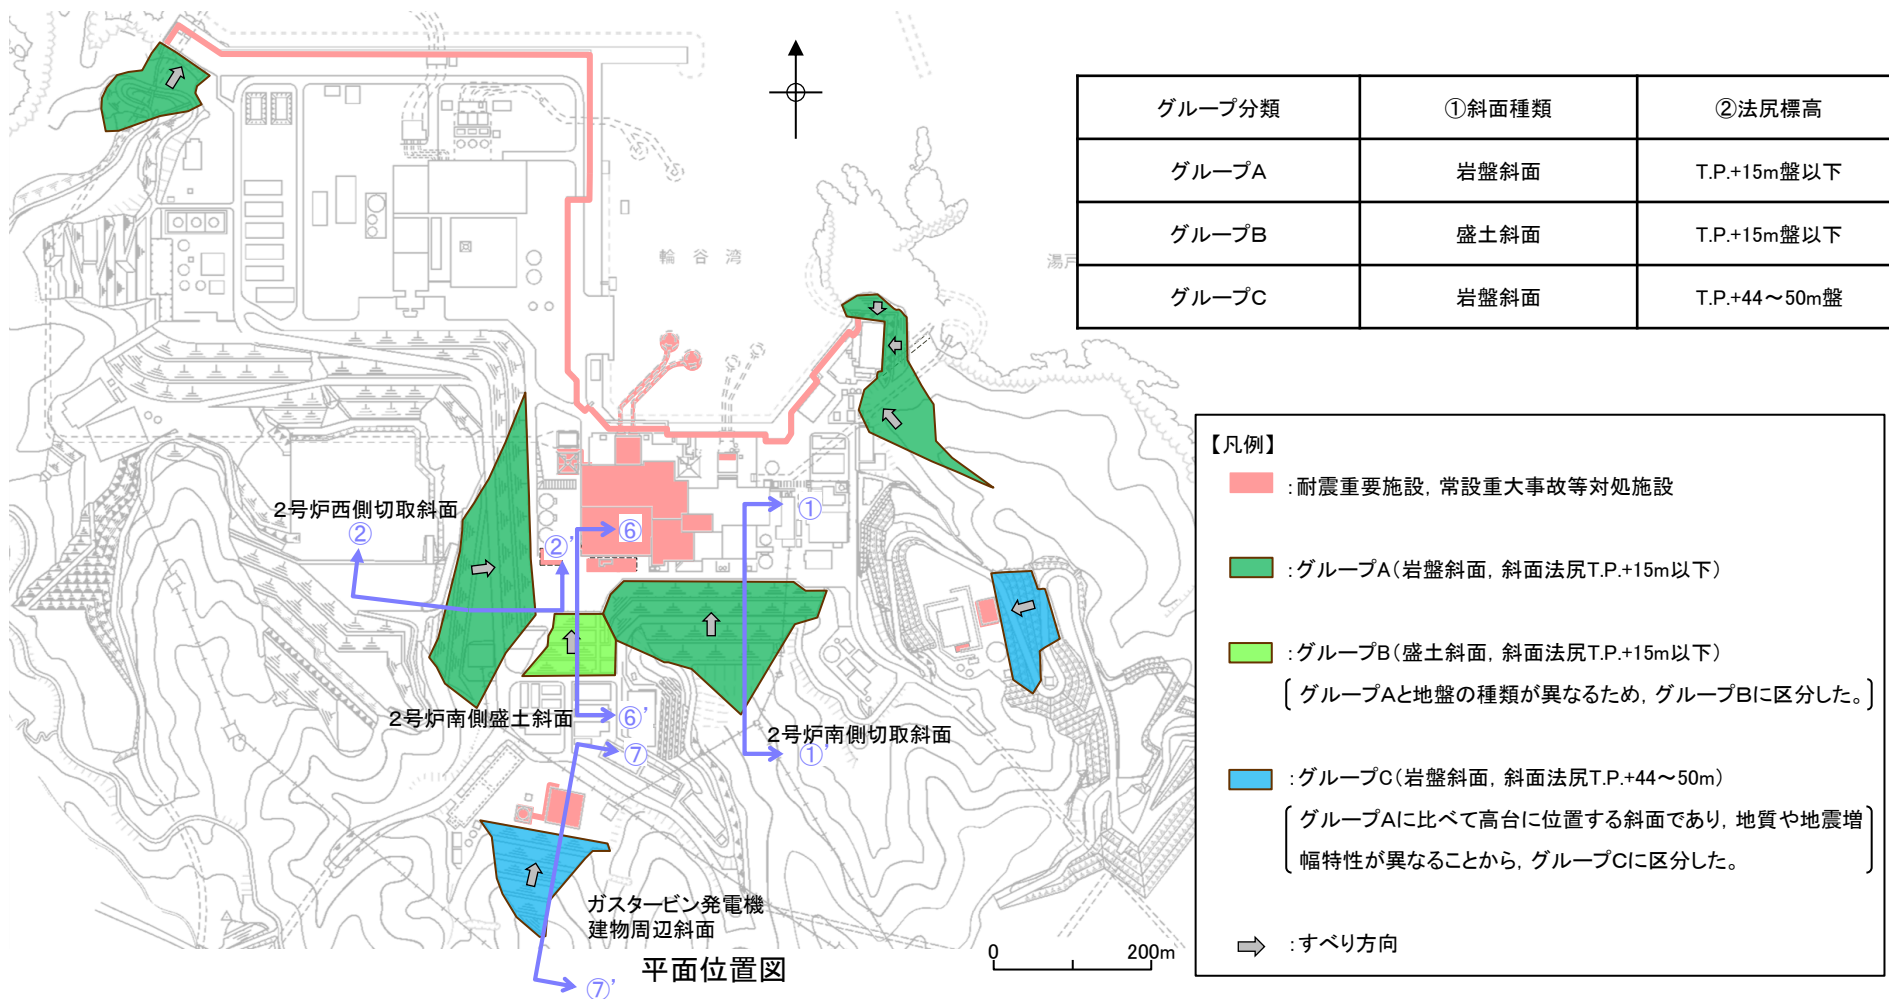 グループ分類 ①斜面種類 ②法尻標高
グループA 岩盤斜面 T.P.+15m盤以下
グループB 盛土斜面 T.P.+15m盤以下
グループC 岩盤斜面 T.P.+44~50m盤
輪谷湾
湯戸
【凡例】
:耐震重要施設, 常設重大事故等対処施設
:グループA(岩盤斜面, 斜面法尻T.P.+15m以下)
:グループB(盛土斜面, 斜面法尻T.P.+15m以下)
グループAと地盤の種類が異なるため, グループBに区分した。
:グループC(岩盤斜面, 斜面法尻T.P.+44~50m)
グループAに比べて高台に位置する斜面であり, 地質や地震増
幅特性が異なることから, グループCに区分した。
:すべり方向
2号炉西側切取斜面
②
②'
⑥
①
2号炉南側盛土斜面
⑥'
⑦
2号炉南側切取斜面
①'
ガスタービン発電機
建物周辺斜面
⑦'
平面位置図
0 200m